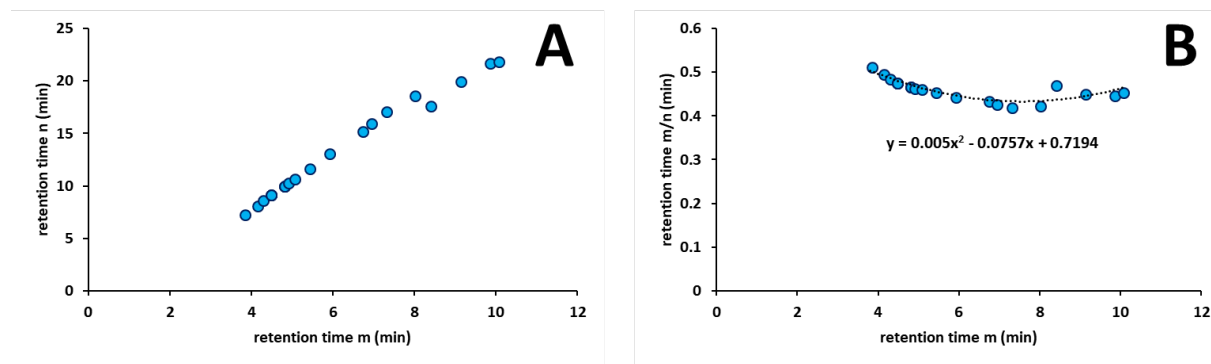 A
25
20
15
10
5
0
0 2 4 6 8 10 12
retention time n (min)
retention time m (min)
B
0.6
0.5
0.4
0.3
0.2
0.1
0
0 2 4 6 8 10 12
retention time m/n (min)
y = 0.005x² - 0.0757x + 0.7194
retention time m (min)